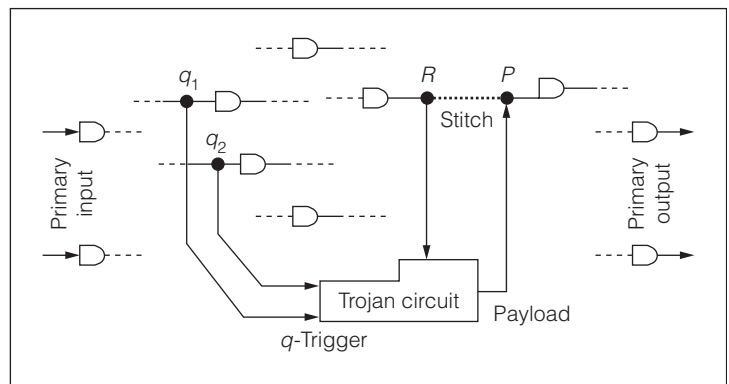 q1
R
P
Stitch
q2
Primary
input
Primary
output
Trojan circuit
Payload
q-Trigger